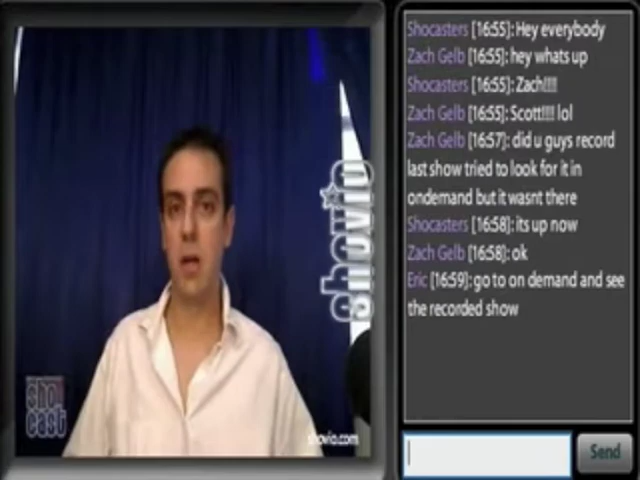 Shocasters [16:55]: Hey everybody
Zach Gelb [16:55]: hey whats up
Shocasters [16:55]: Zach!!!!
Zach Gelb [16:55]: Scott!!!! lol
Zach Gelb [16:57]: did u guys record
last show tried to look for it in
ondemand but it wasnt there
Shocasters [16:58]: its up now
Zach Gelb [16:58]: ok
Eric [16:59]: go to on demand and see
the recorded show
Send
shovio
sho
cast
shovio.com